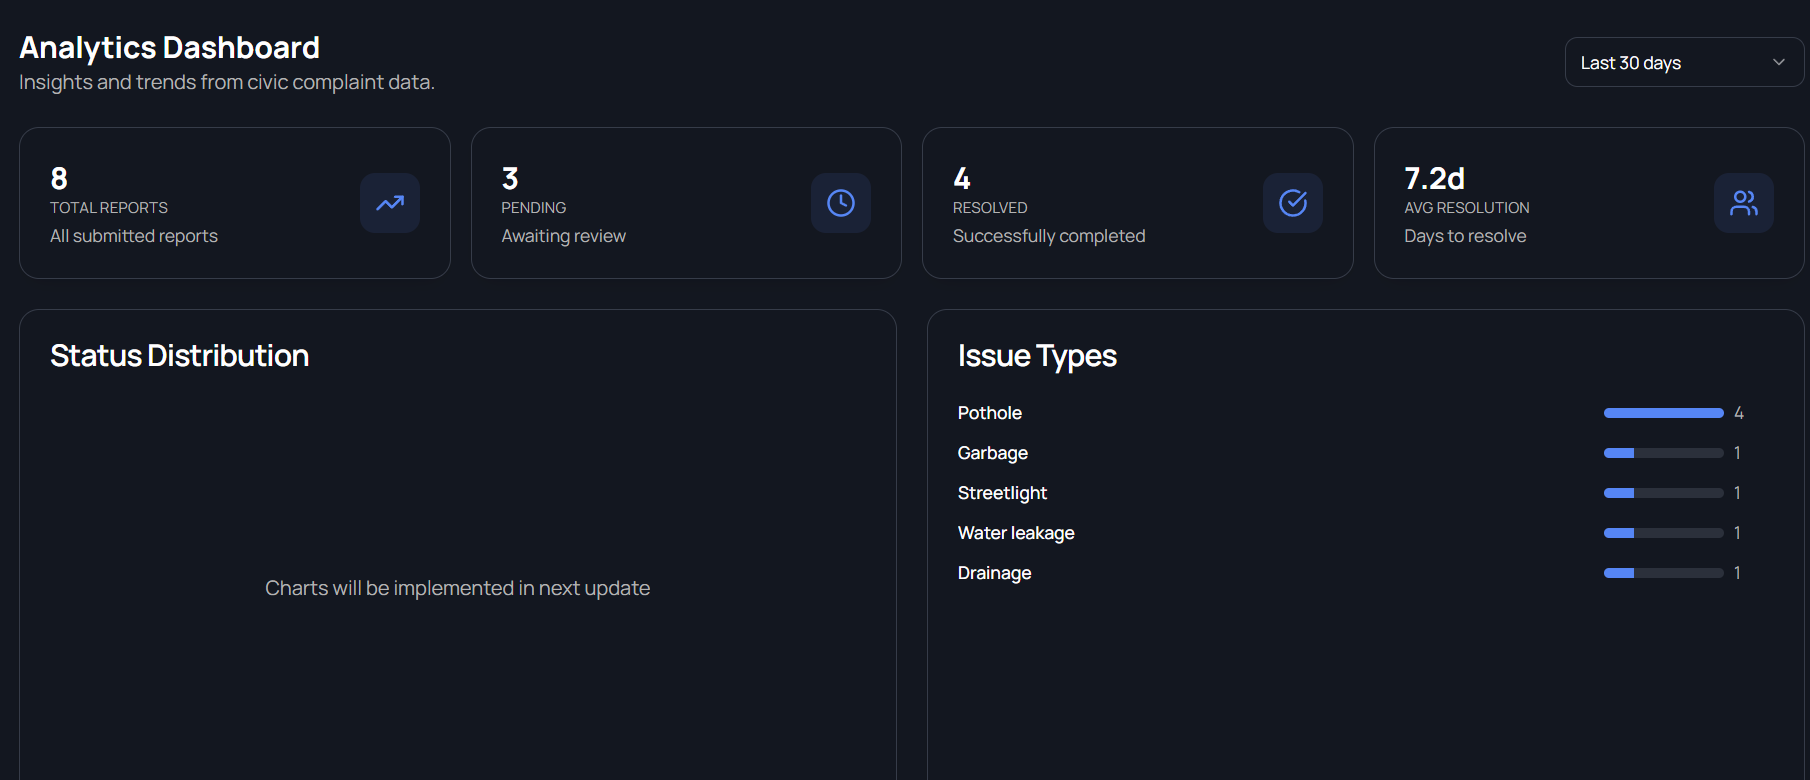 Analytics Dashboard
Insights and trends from civic complaint data.
Last 30 days
8
TOTAL REPORTS
All submitted reports
3
PENDING
Awaiting review
4
RESOLVED
Successfully completed
7.2d
AVG RESOLUTION
Days to resolve
Status Distribution
Charts will be implemented in next update
Issue Types
Pothole 4
Garbage 1
Streetlight 1
Water leakage 1
Drainage 1